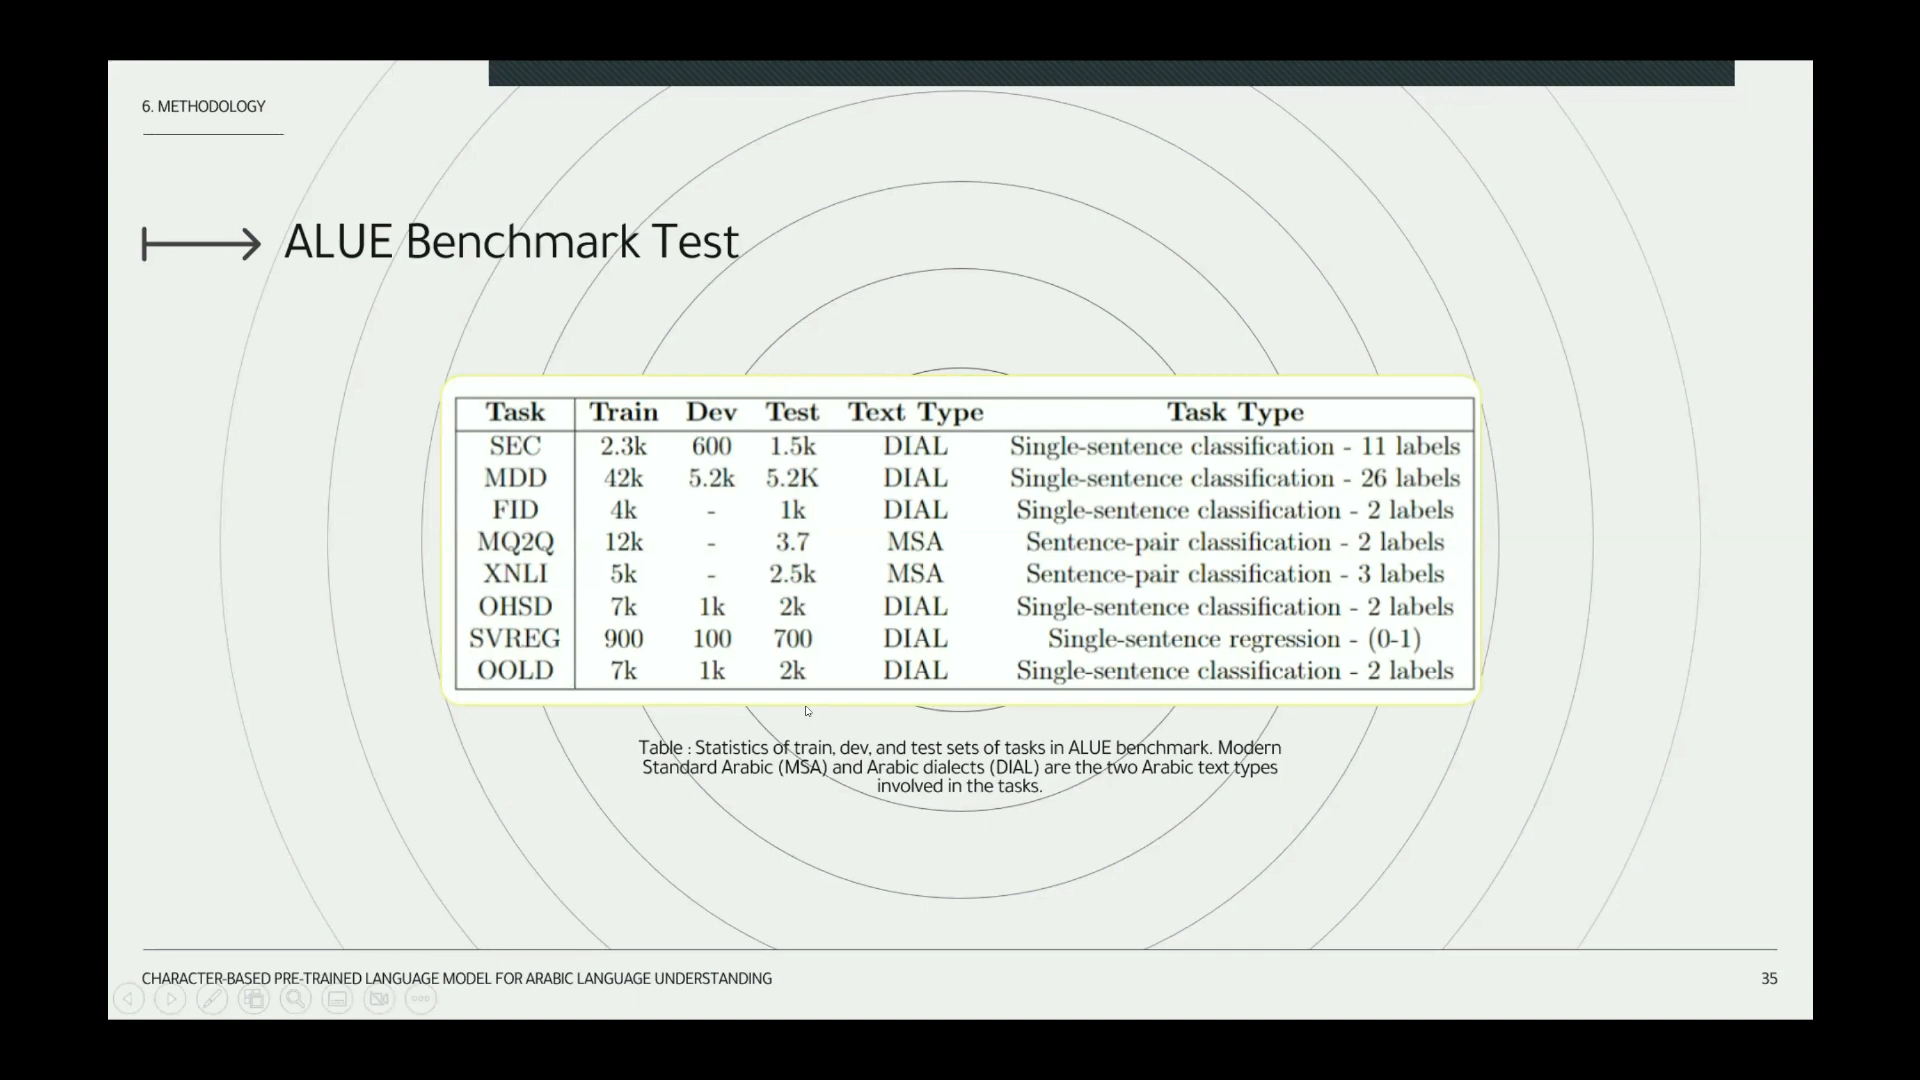 6. METHODOLOGY
ALUE Benchmark Test
Task Train Dev Test Text Type Task Type
SEC 2.3k 600 1.5k DIAL Single-sentence classification - 11 labels
MDD 42k 5.2k 5.2K DIAL Single-sentence classification - 26 labels
FID 4k - 1k DIAL Single-sentence classification - 2 labels
MQ2Q 12k - 3.7 MSA Sentence-pair classification - 2 labels
XNLI 5k - 2.5k MSA Sentence-pair classification - 3 labels
OHSD 7k 1k 2k DIAL Single-sentence classification - 2 labels
SVREG 900 100 700 DIAL Single-sentence regression - (0-1)
OOLD 7k 1k 2k DIAL Single-sentence classification - 2 labels
Table : Statistics of train, dev, and test sets of tasks in ALUE benchmark. Modern
Standard Arabic (MSA) and Arabic dialects (DIAL) are the two Arabic text types
involved in the tasks.
CHARACTER-BASED PRE-TRAINED LANGUAGE MODEL FOR ARABIC LANGUAGE UNDERSTANDING
35